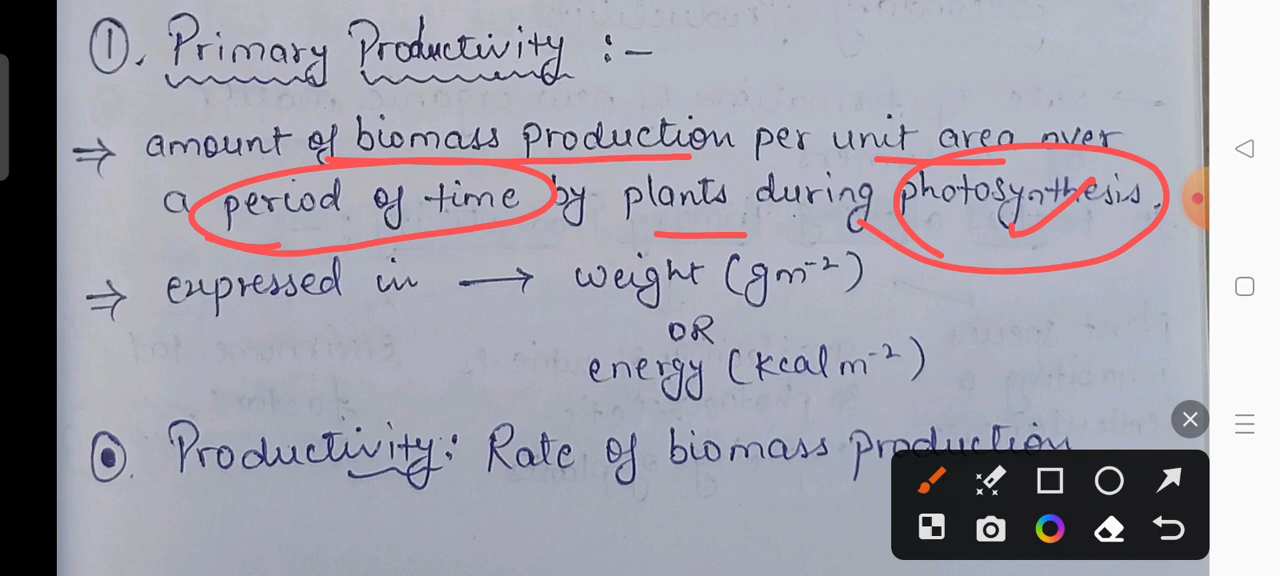 ①. Primary Productivity :-
⇒ amount of biomass production per unit area over
a period of time by plants during photosynthesis.
⇒ expressed in → weight (gm⁻²)
OR
energy (kcal m⁻²)
⊙. Productivity: Rate of biomass production